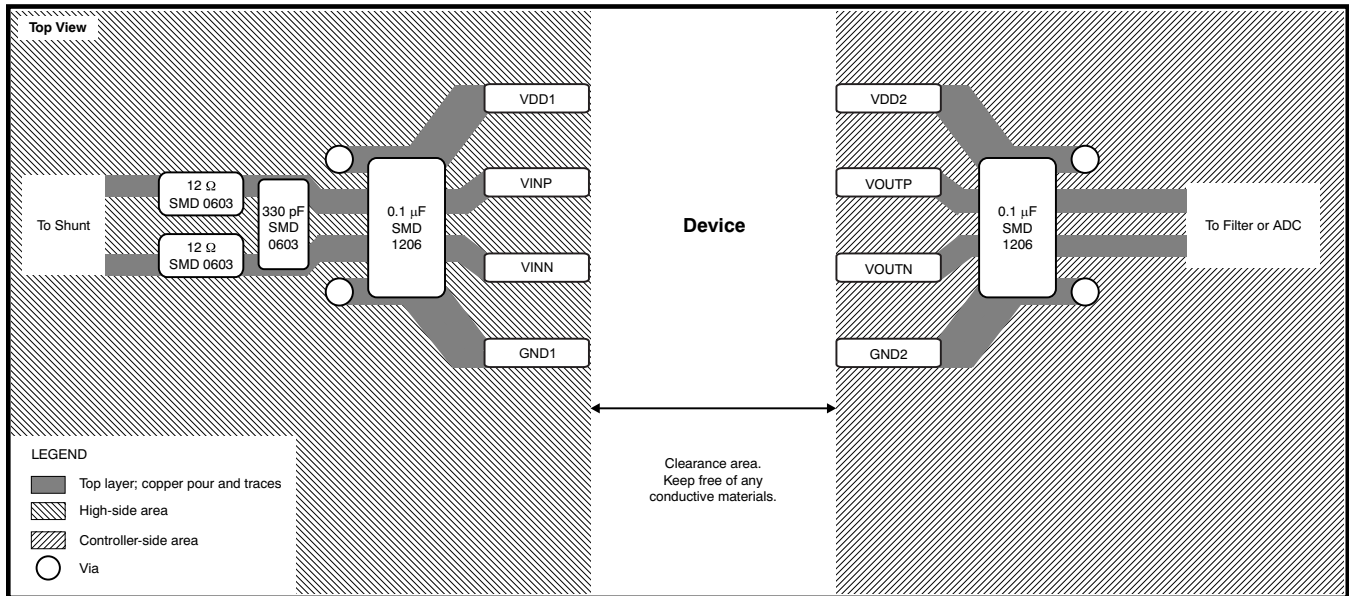 Top View
VDD1
VDD2
12 Ω
SMD 0603
VINP
VOUTP
330 pF
SMD
0603
0.1 μF
SMD
1206
To Shunt
Device
0.1 μF
SMD
1206
To Filter or ADC
12 Ω
SMD 0603
VINN
VOUTN
GND1
GND2
Clearance area.
Keep free of any
conductive materials.
LEGEND
Top layer; copper pour and traces
High-side area
Controller-side area
Via